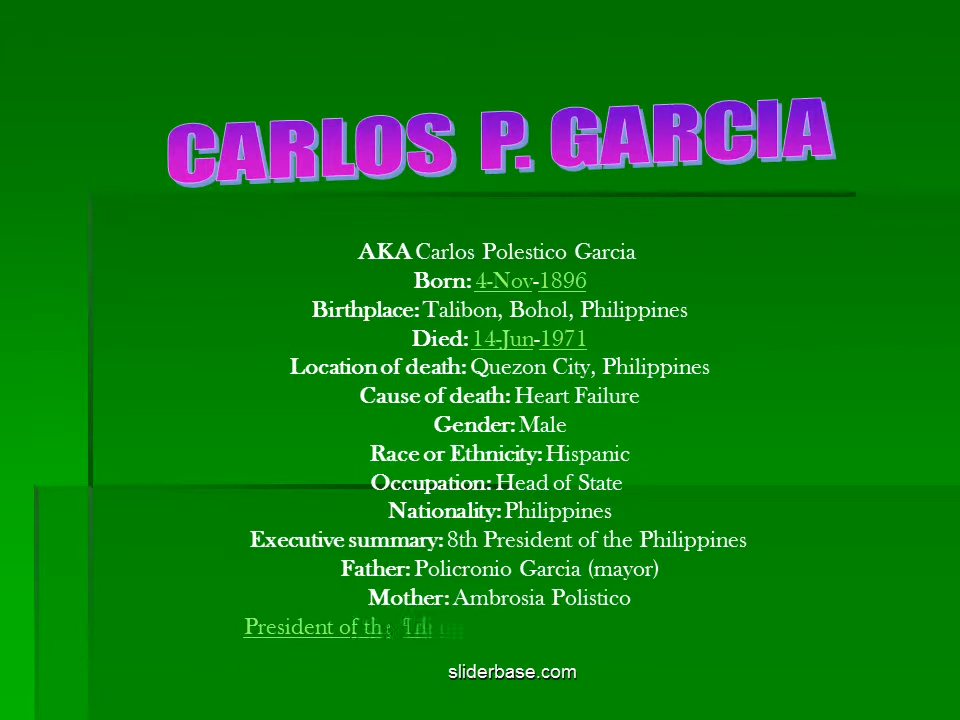 CARLOS P. GARCIA
AKA Carlos Polestico Garcia
Born: 4-Nov-1896
Birthplace: Talibon, Bohol, Philippines
Died: 14-Jun-1971
Location of death: Quezon City, Philippines
Cause of death: Heart Failure
Gender: Male
Race or Ethnicity: Hispanic
Occupation: Head of State
Nationality: Philippines
Executive summary: 8th President of the Philippines
Father: Policronio Garcia (mayor)
Mother: Ambrosia Polistico
President of the
sliderbase.com